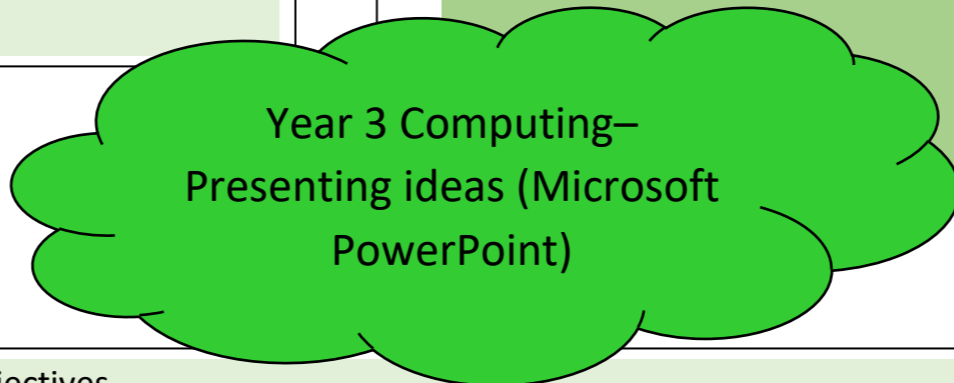 Year 3 Computing–
Presenting ideas (Microsoft
PowerPoint)